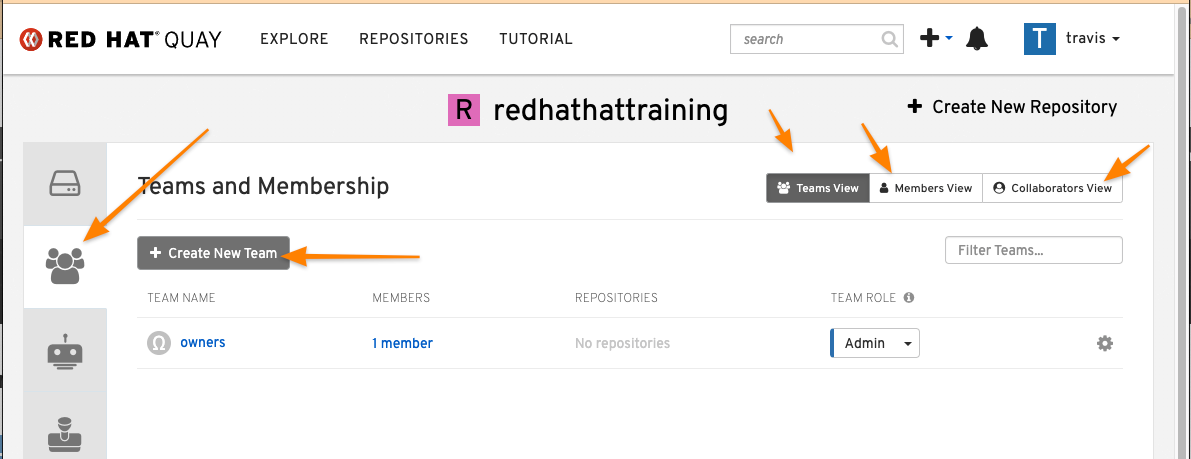 RED HAT® QUAY EXPLORE REPOSITORIES TUTORIAL search T travis
R redhathattraining + Create New Repository
Teams and Membership Teams View Members View Collaborators View
+ Create New Team Filter Teams...
TEAM NAME MEMBERS REPOSITORIES TEAM ROLE
Ω owners 1 member No repositories Admin